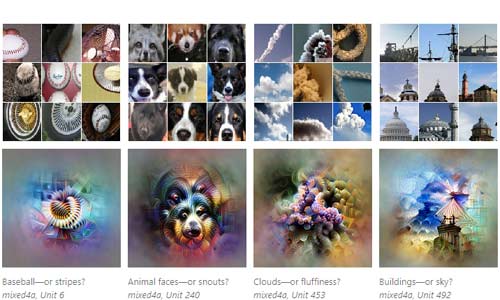 Baseball—or stripes?
mixed4a, Unit 6
Animal faces—or snouts?
mixed4a, Unit 240
Clouds—or fluffiness?
mixed4a, Unit 453
Buildings—or sky?
mixed4a, Unit 492